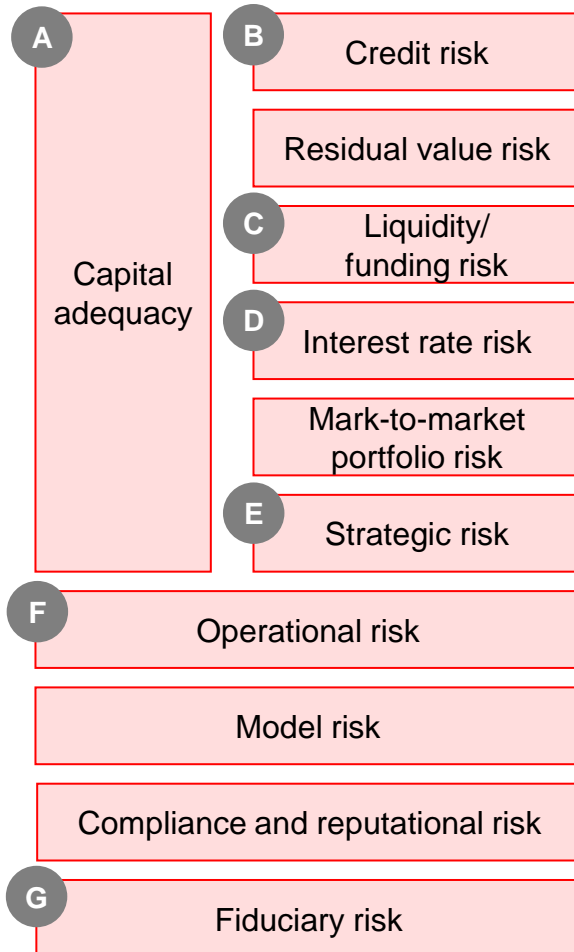 A
Capital
adequacy
B
Credit risk
Residual value risk
C
Liquidity/
funding risk
D
Interest rate risk
Mark-to-market
portfolio risk
E
Strategic risk
F
Operational risk
Model risk
Compliance and reputational risk
G
Fiduciary risk